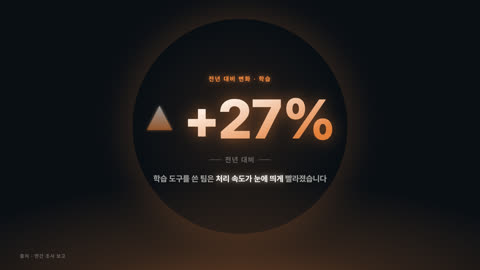 전년 대비 변화 · 학습
▲ +27%
전년 대비
학습 도구를 쓴 팀은 처리 속도가 눈에 띄게 빨라졌습니다
출처 · 연간 조사 보고